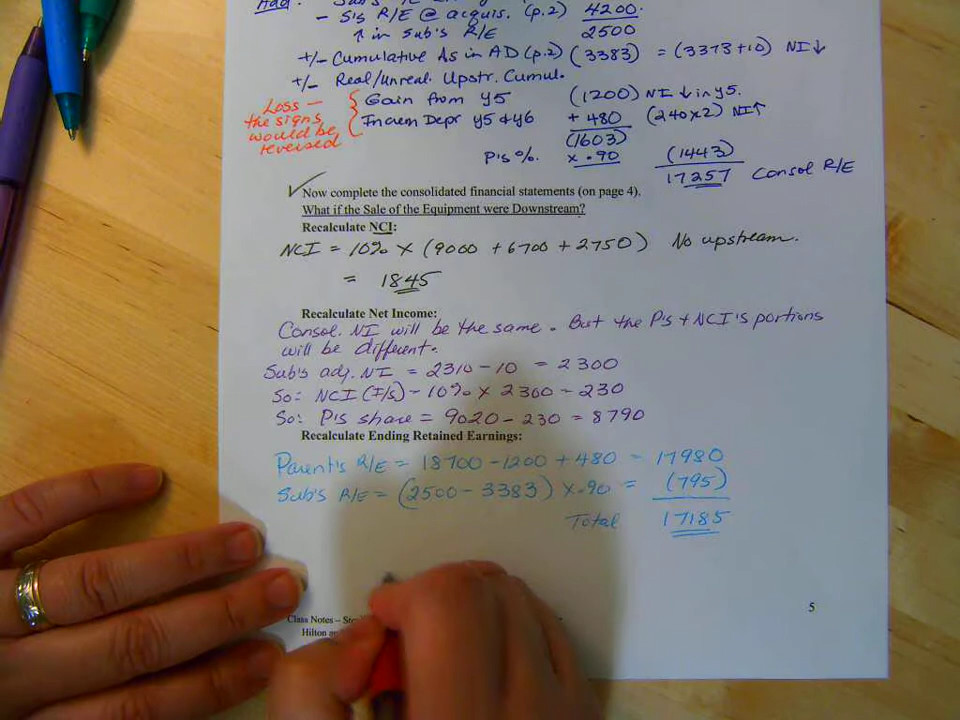 Add:
- S's R/E @ acquis. (p.2) 4200
↑ in Sub's R/E 2500
+/- Cumulative Δs in AD (p.2) (3383) = (3373+10) NI↓
+/- Real/Unreal. Upstr. Cumul.
Loss - the signs would be reversed
Gain from y5 (1200) NI ↓ in y5.
Increm Depr y5 & y6 + 480 (240x2) NI↑
(1603)
P's %. x .90 (1443)
17257 Consol R/E
Now complete the consolidated financial statements (on page 4).
What if the Sale of the Equipment were Downstream?
Recalculate NCI:
NCI = 10% x (9000 + 6700 + 2750) No upstream.
= 1845
Recalculate Net Income:
Consol. NI will be the same. But the P's + NCI's portions
will be different.
Sub's adj. NI = 2310 - 10 = 2300
So: NCI (I/S) - 10% x 2300 - 230
So: P's share = 9020 - 230 = 8790
Recalculate Ending Retained Earnings:
Parent's R/E = 18700 - 1200 + 480 = 17980
Sub's R/E = (2500 - 3383) x .90 = (795)
Total 17185
5
Class Notes -
Hilton